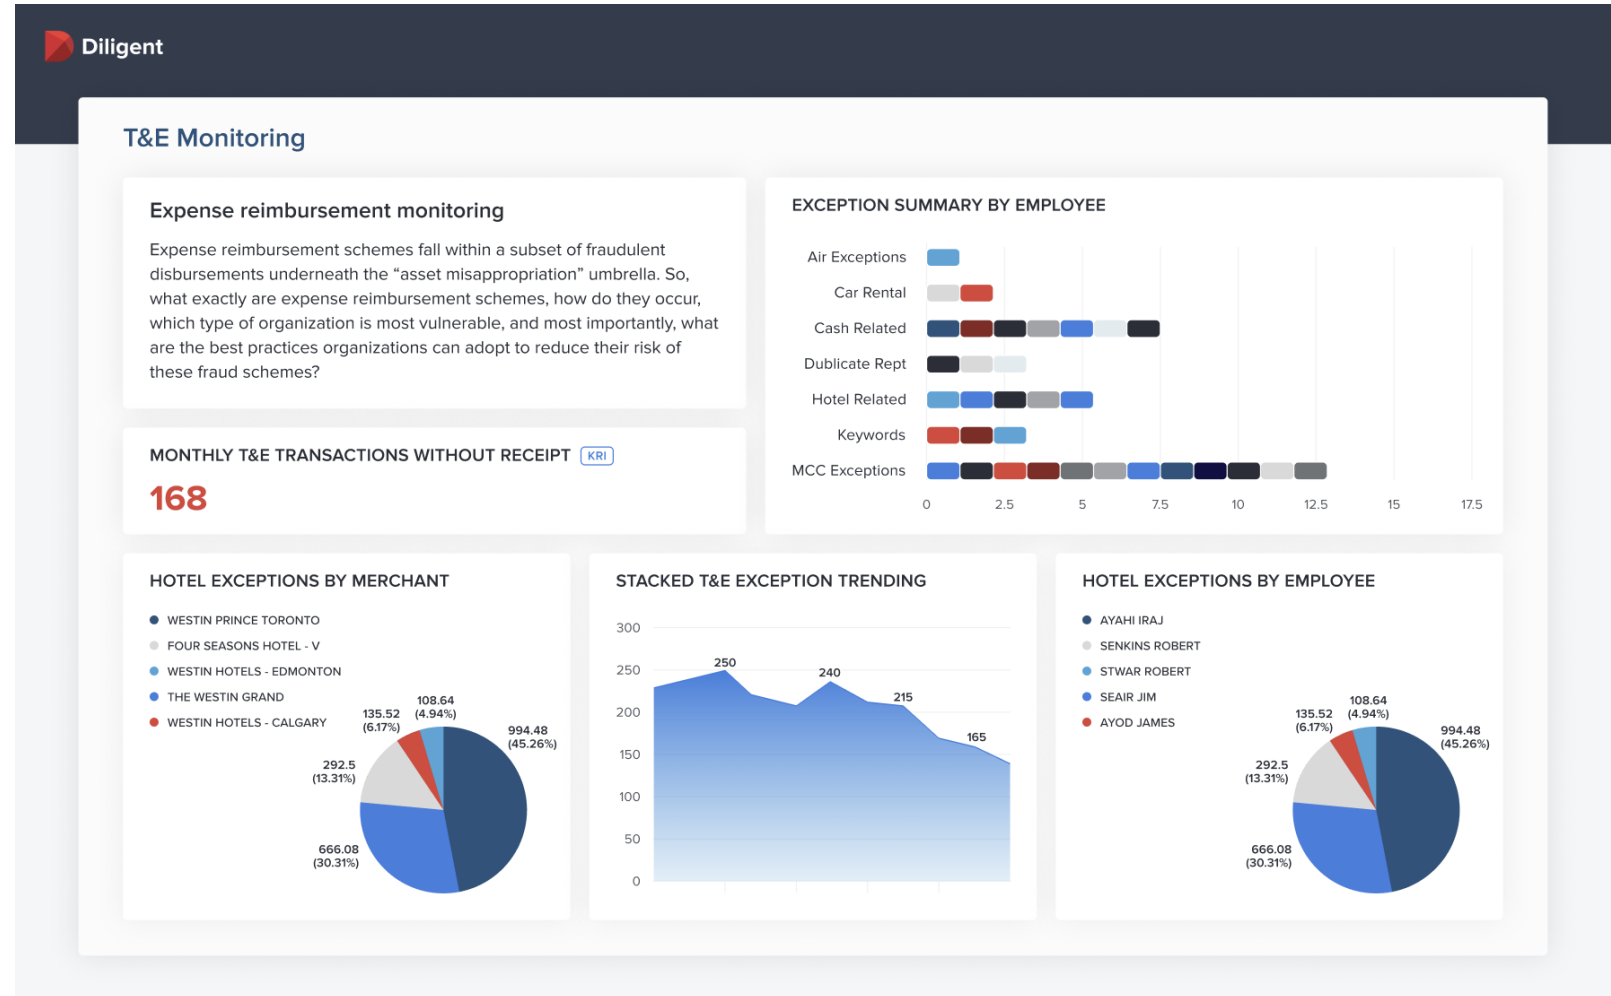 Diligent
T&E Monitoring
Expense reimbursement monitoring
Expense reimbursement schemes fall within a subset of fraudulent
disbursements underneath the “asset misappropriation” umbrella. So,
what exactly are expense reimbursement schemes, how do they occur,
which type of organization is most vulnerable, and most importantly, what
are the best practices organizations can adopt to reduce their risk of
these fraud schemes?
MONTHLY T&E TRANSACTIONS WITHOUT RECEIPT KRI
168
EXCEPTION SUMMARY BY EMPLOYEE
Air Exceptions
Car Rental
Cash Related
Dublicate Rept
Hotel Related
Keywords
MCC Exceptions
0 2.5 5 7.5 10 12.5 15 17.5
HOTEL EXCEPTIONS BY MERCHANT
WESTIN PRINCE TORONTO
FOUR SEASONS HOTEL - V
WESTIN HOTELS - EDMONTON
THE WESTIN GRAND
WESTIN HOTELS - CALGARY
108.64
(4.94%)
135.52
(6.17%)
994.48
(45.26%)
292.5
(13.31%)
666.08
(30.31%)
STACKED T&E EXCEPTION TRENDING
300
250
200
150
100
50
0
250
240
215
165
HOTEL EXCEPTIONS BY EMPLOYEE
AYAHI IRAJ
SENKINS ROBERT
STWAR ROBERT
SEAIR JIM
AYOD JAMES
108.64
(4.94%)
135.52
(6.17%)
994.48
(45.26%)
292.5
(13.31%)
666.08
(30.31%)